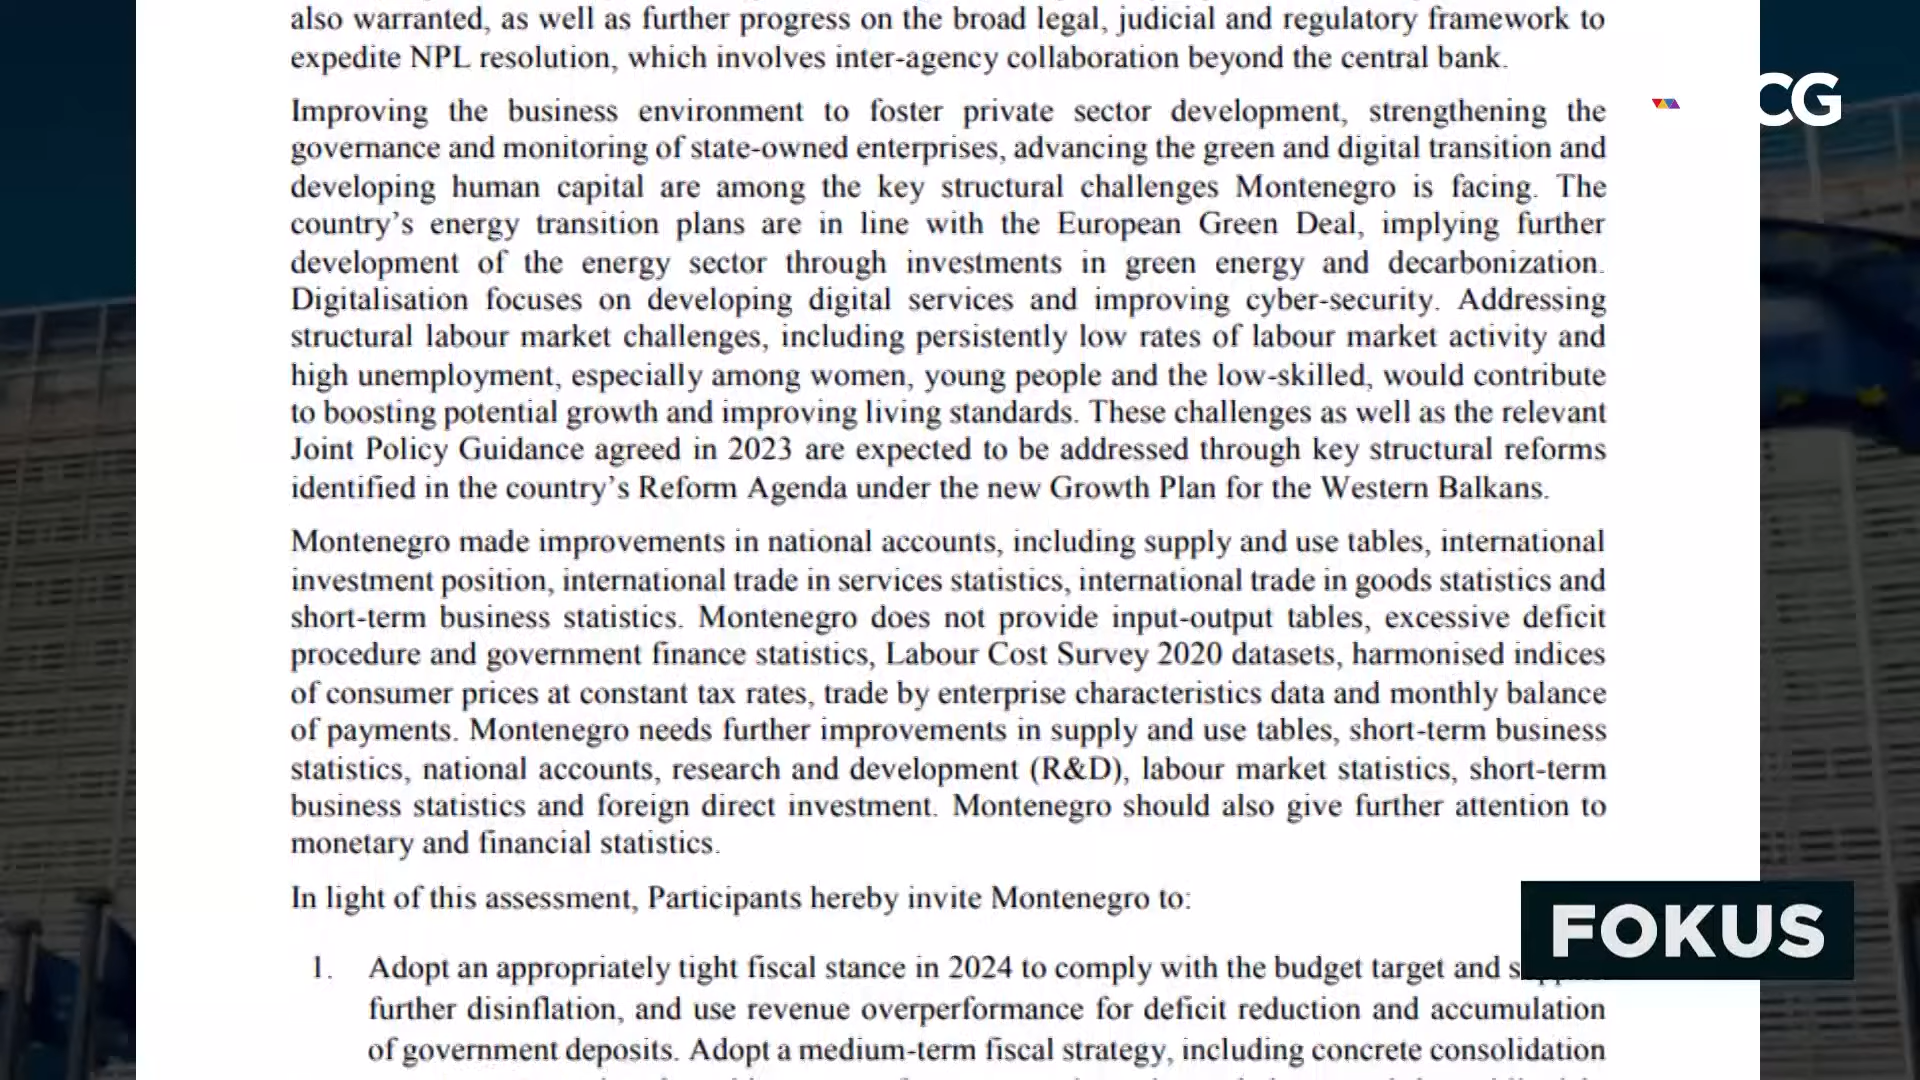 also warranted, as well as further progress on the broad legal, judicial and regulatory framework to
expedite NPL resolution, which involves inter-agency collaboration beyond the central bank.
Improving the business environment to foster private sector development, strengthening the
governance and monitoring of state-owned enterprises, advancing the green and digital transition and
developing human capital are among the key structural challenges Montenegro is facing. The
country’s energy transition plans are in line with the European Green Deal, implying further
development of the energy sector through investments in green energy and decarbonization.
Digitalisation focuses on developing digital services and improving cyber-security. Addressing
structural labour market challenges, including persistently low rates of labour market activity and
high unemployment, especially among women, young people and the low-skilled, would contribute
to boosting potential growth and improving living standards. These challenges as well as the relevant
Joint Policy Guidance agreed in 2023 are expected to be addressed through key structural reforms
identified in the country’s Reform Agenda under the new Growth Plan for the Western Balkans.
Montenegro made improvements in national accounts, including supply and use tables, international
investment position, international trade in services statistics, international trade in goods statistics and
short-term business statistics. Montenegro does not provide input-output tables, excessive deficit
procedure and government finance statistics, Labour Cost Survey 2020 datasets, harmonised indices
of consumer prices at constant tax rates, trade by enterprise characteristics data and monthly balance
of payments. Montenegro needs further improvements in supply and use tables, short-term business
statistics, national accounts, research and development (R&D), labour market statistics, short-term
business statistics and foreign direct investment. Montenegro should also give further attention to
monetary and financial statistics.
In light of this assessment, Participants hereby invite Montenegro to:
1. Adopt an appropriately tight fiscal stance in 2024 to comply with the budget target and
further disinflation, and use revenue overperformance for deficit reduction and accumulation
of government deposits. Adopt a medium-term fiscal strategy, including concrete consolidation
CG
FOKUS